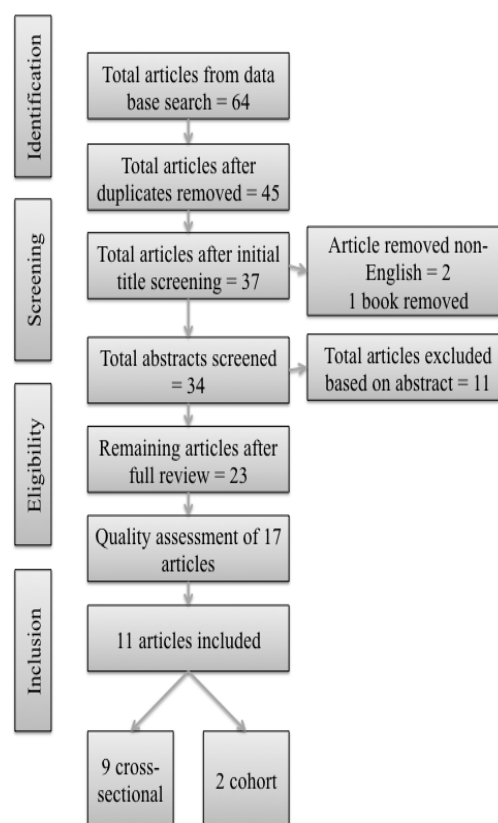 Identification
Total articles from data
base search = 64
Total articles after
duplicates removed = 45
Screening
Total articles after initial
title screening = 37
Article removed non-
English = 2
1 book removed
Total abstracts screened
= 34
Total articles excluded
based on abstract = 11
Eligibility
Remaining articles after
full review = 23
Quality assessment of 17
articles
Inclusion
11 articles included
9 cross-
sectional
2 cohort